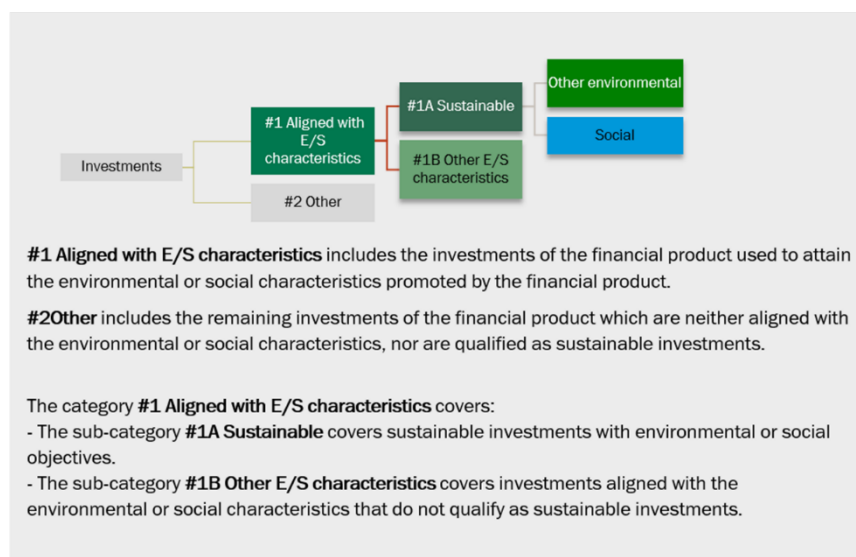 Other environmental
#1A Sustainable
#1 Aligned with
E/S
characteristics
Social
#1B Other E/S
characteristics
Investments
#2 Other
#1 Aligned with E/S characteristics includes the investments of the financial product used to attain
the environmental or social characteristics promoted by the financial product.
#2Other includes the remaining investments of the financial product which are neither aligned with
the environmental or social characteristics, nor are qualified as sustainable investments.
The category #1 Aligned with E/S characteristics covers:
- The sub-category #1A Sustainable covers sustainable investments with environmental or social
objectives.
- The sub-category #1B Other E/S characteristics covers investments aligned with the
environmental or social characteristics that do not qualify as sustainable investments.